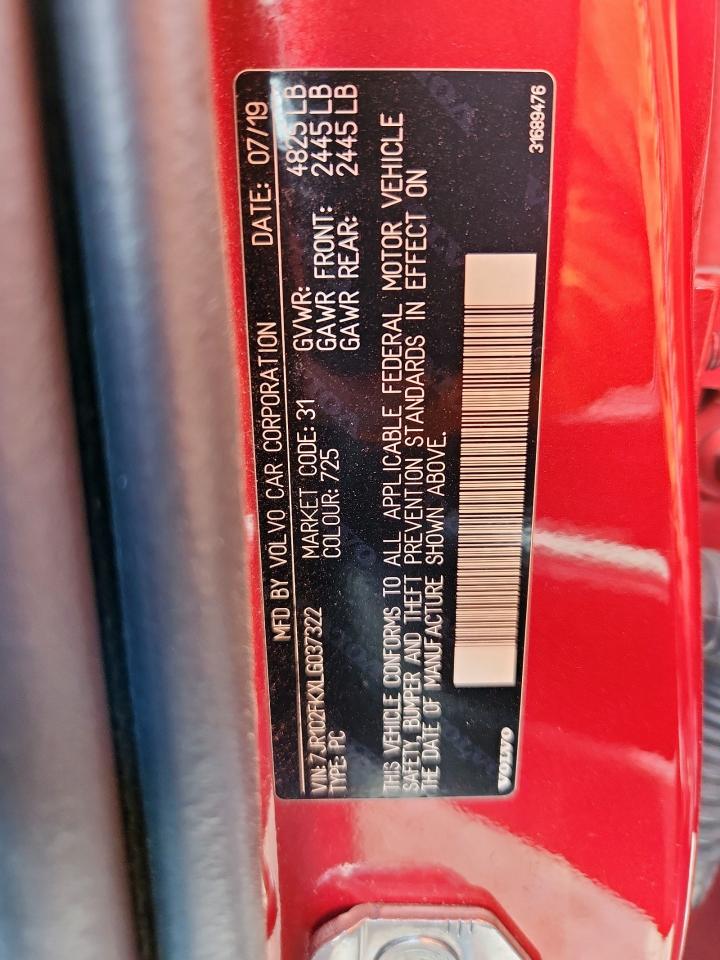 MFD BY VOLVO CAR CORPORATION DATE: 07/19
VIN: 7JR102FKXLG037322 MARKET CODE: 31 GVWR: 4825 LB
TYPE: PC COLOUR: 725 GAWR FRONT: 2445 LB
GAWR REAR: 2445 LB
THIS VEHICLE CONFORMS TO ALL APPLICABLE FEDERAL MOTOR VEHICLE
SAFETY, BUMPER AND THEFT PREVENTION STANDARDS IN EFFECT ON
THE DATE OF MANUFACTURE SHOWN ABOVE.
VOLVO 31689476